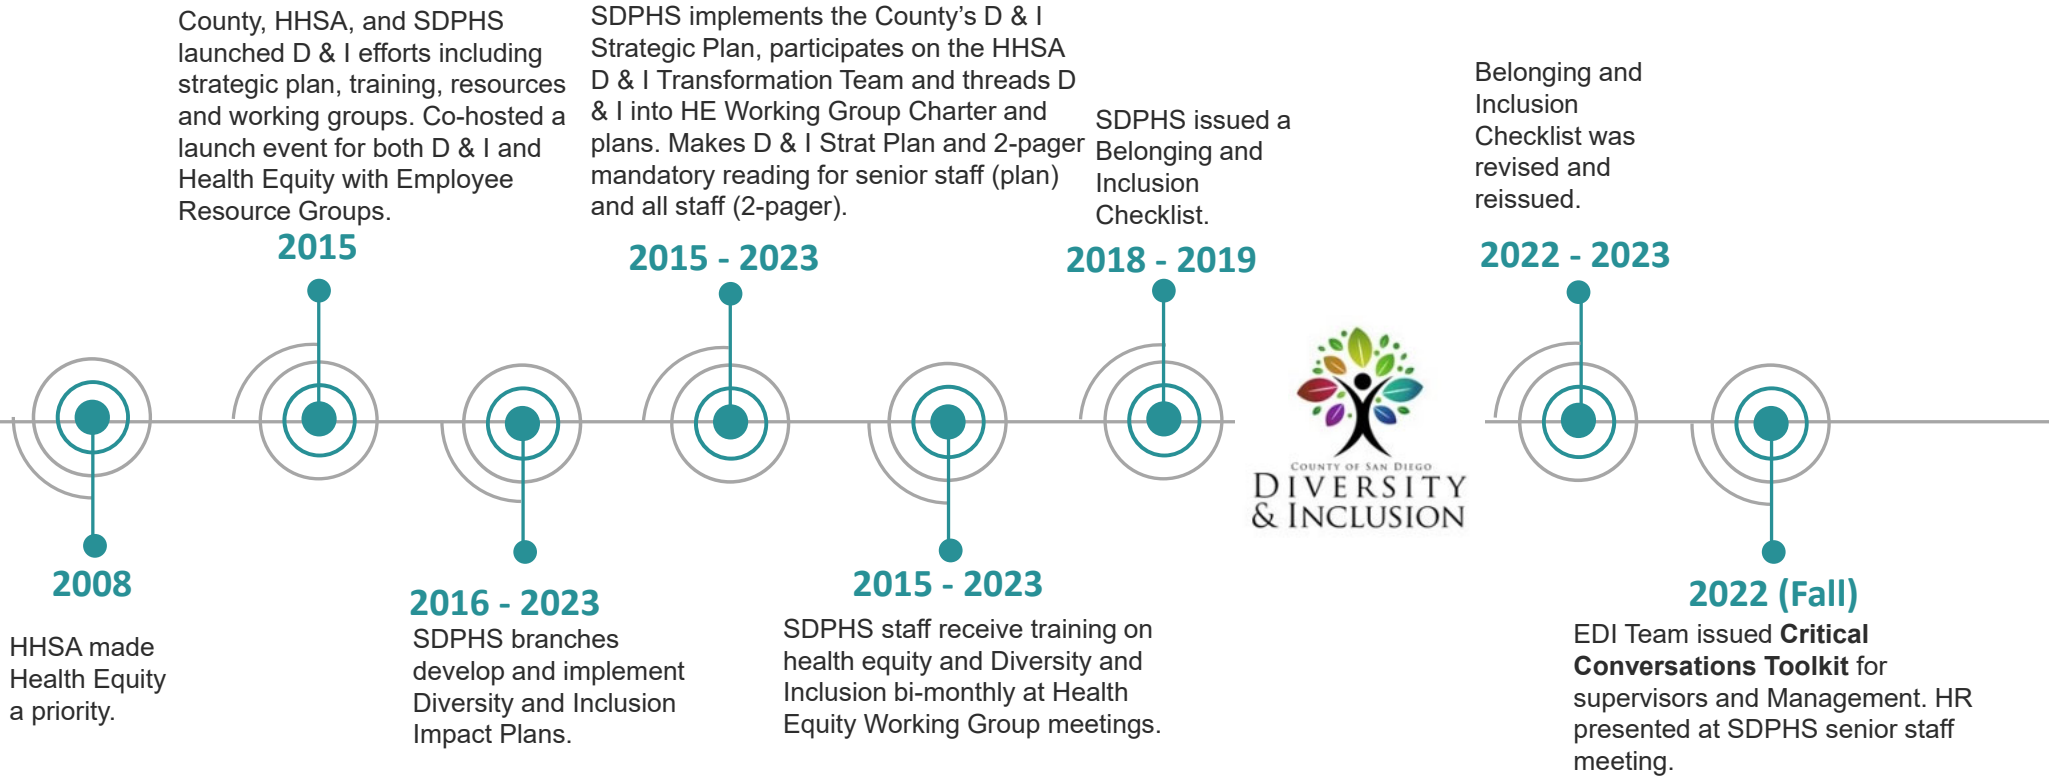 County, HHSA, and SDPHS
launched D & I efforts including
strategic plan, training, resources
and working groups. Co-hosted a
launch event for both D & I and
Health Equity with Employee
Resource Groups.
2015
SDPHS implements the County’s D & I
Strategic Plan, participates on the HHSA
D & I Transformation Team and threads D
& I into HE Working Group Charter and
plans. Makes D & I Strat Plan and 2-pager
mandatory reading for senior staff (plan)
and all staff (2-pager).
2015 - 2023
SDPHS issued a
Belonging and
Inclusion
Checklist.
2018 - 2019
Belonging and
Inclusion
Checklist was
revised and
reissued.
2022 - 2023
COUNTY OF SAN DIEGO
DIVERSITY
& INCLUSION
2008
HHSA made
Health Equity
a priority.
2016 - 2023
SDPHS branches
develop and implement
Diversity and Inclusion
Impact Plans.
2015 - 2023
SDPHS staff receive training on
health equity and Diversity and
Inclusion bi-monthly at Health
Equity Working Group meetings.
2022 (Fall)
EDI Team issued Critical
Conversations Toolkit for
supervisors and Management. HR
presented at SDPHS senior staff
meeting.